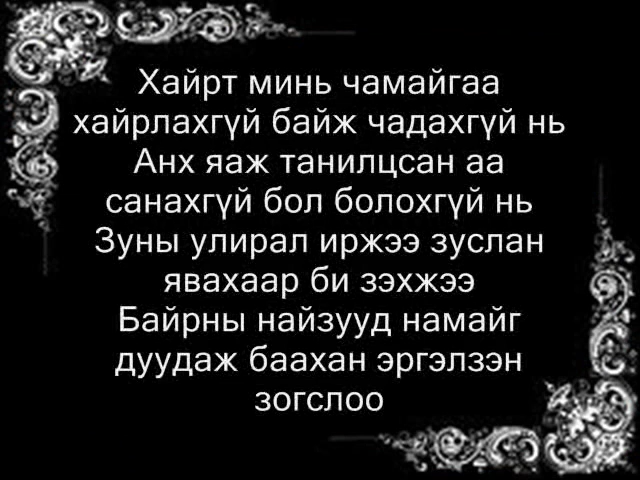 Хайрт минь чамайгаа
хайрлахгүй байж чадахгүй нь
Анх яаж танилцсан аа
санахгүй бол болохгүй нь
Зуны улирал иржээ зуслан
явахаар би зэхжээ
Байрны найзууд намайг
дуудаж баахан эргэлзэн
зогслоо